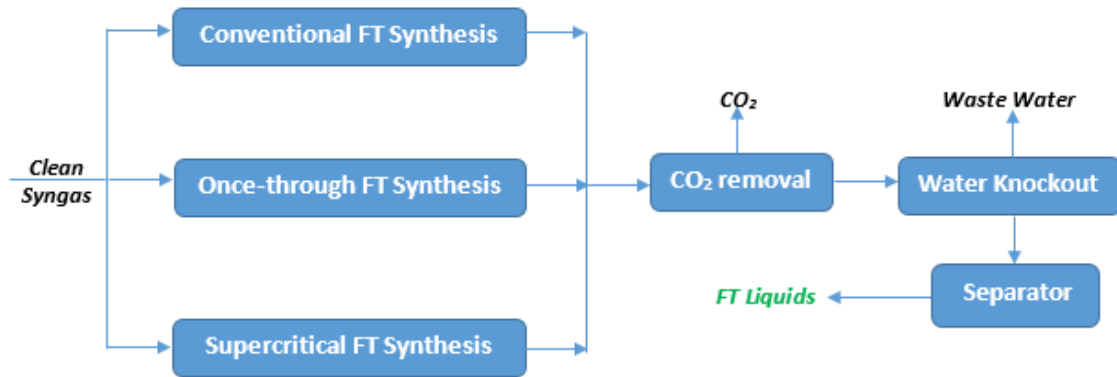 Conventional FT Synthesis
CO₂
Waste Water
Clean
Syngas
Once-through FT Synthesis
CO₂ removal
Water Knockout
FT Liquids
Separator
Supercritical FT Synthesis